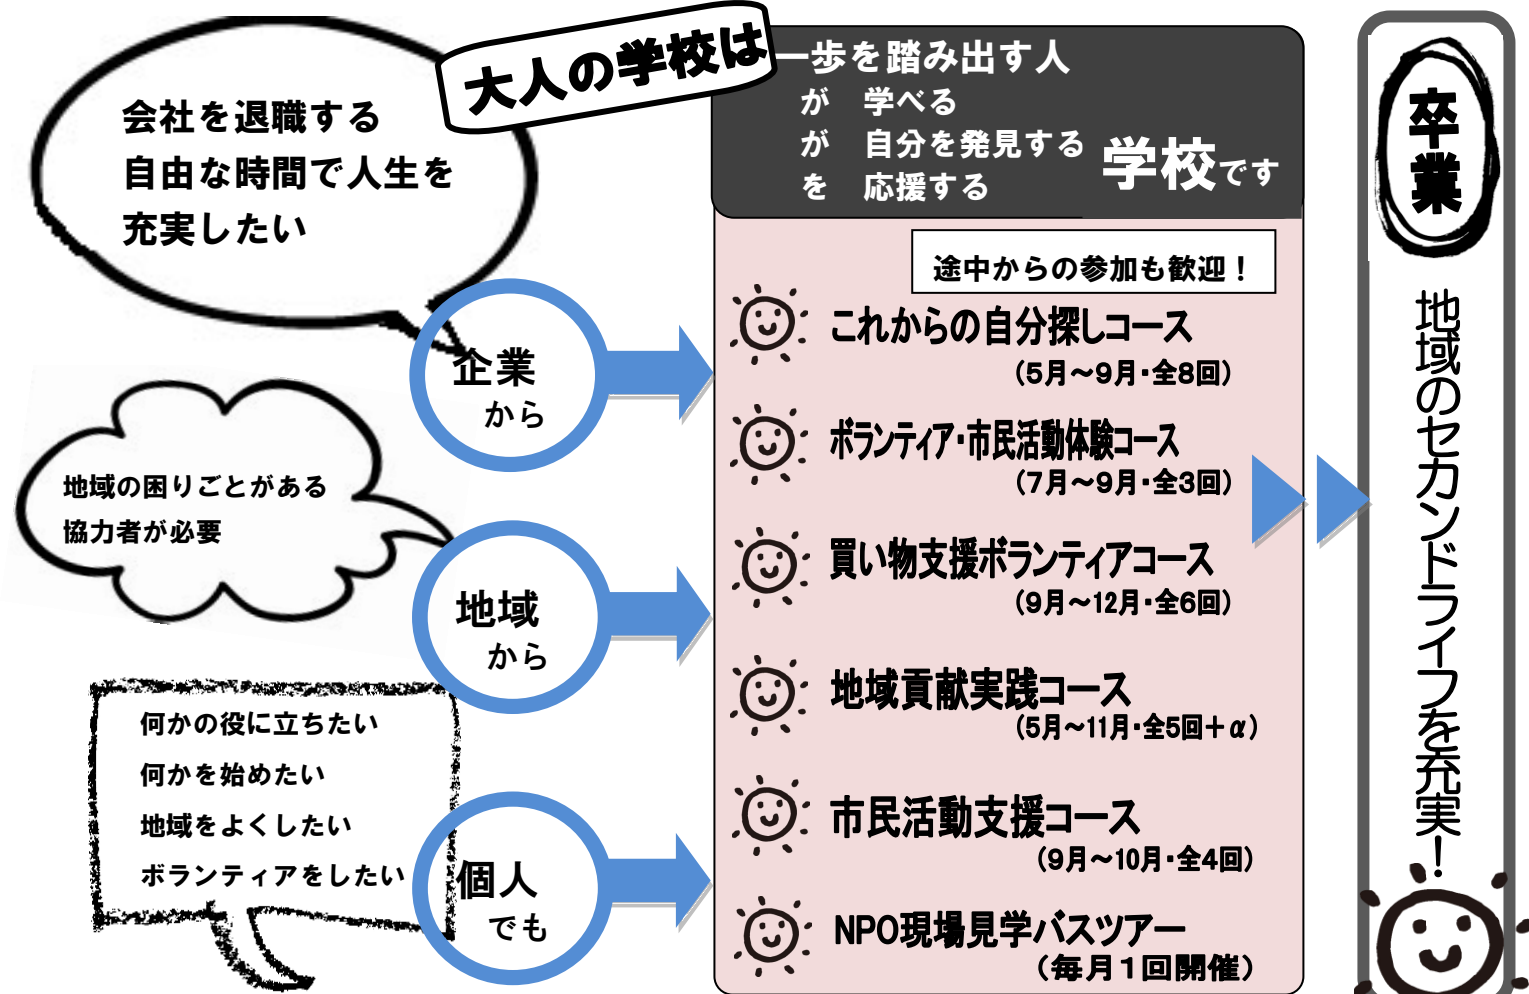 大人の学校は
一歩を踏み出す人
が　学べる
が　自分を発見する
を　応援する
学校です
会社を退職する
自由な時間で人生を
充実したい
企業
から
地域の困りごとがある
協力者が必要
地域
から
何かの役に立ちたい
何かを始めたい
地域をよくしたい
ボランティアをしたい
個人
でも
途中からの参加も歓迎！
これからの自分探しコース
（5月～9月・全8回）
ボランティア・市民活動体験コース
（7月～9月・全3回）
買い物支援ボランティアコース
（9月～12月・全6回）
地域貢献実践コース
（5月～11月・全5回＋α）
市民活動支援コース
（9月～10月・全4回）
NPO現場見学バスツアー
（毎月１回開催）
卒業
地域のセカンドライフを充実！